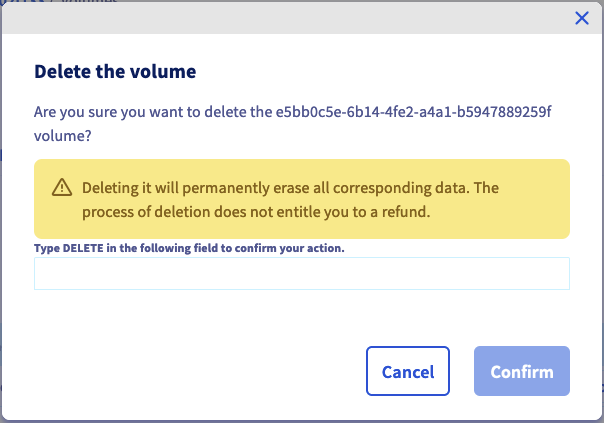 Delete the volume
Are you sure you want to delete the e5bb0c5e-6b14-4fe2-a4a1-b5947889259f
volume?
Deleting it will permanently erase all corresponding data. The
process of deletion does not entitle you to a refund.
Type DELETE in the following field to confirm your action.
Cancel
Confirm